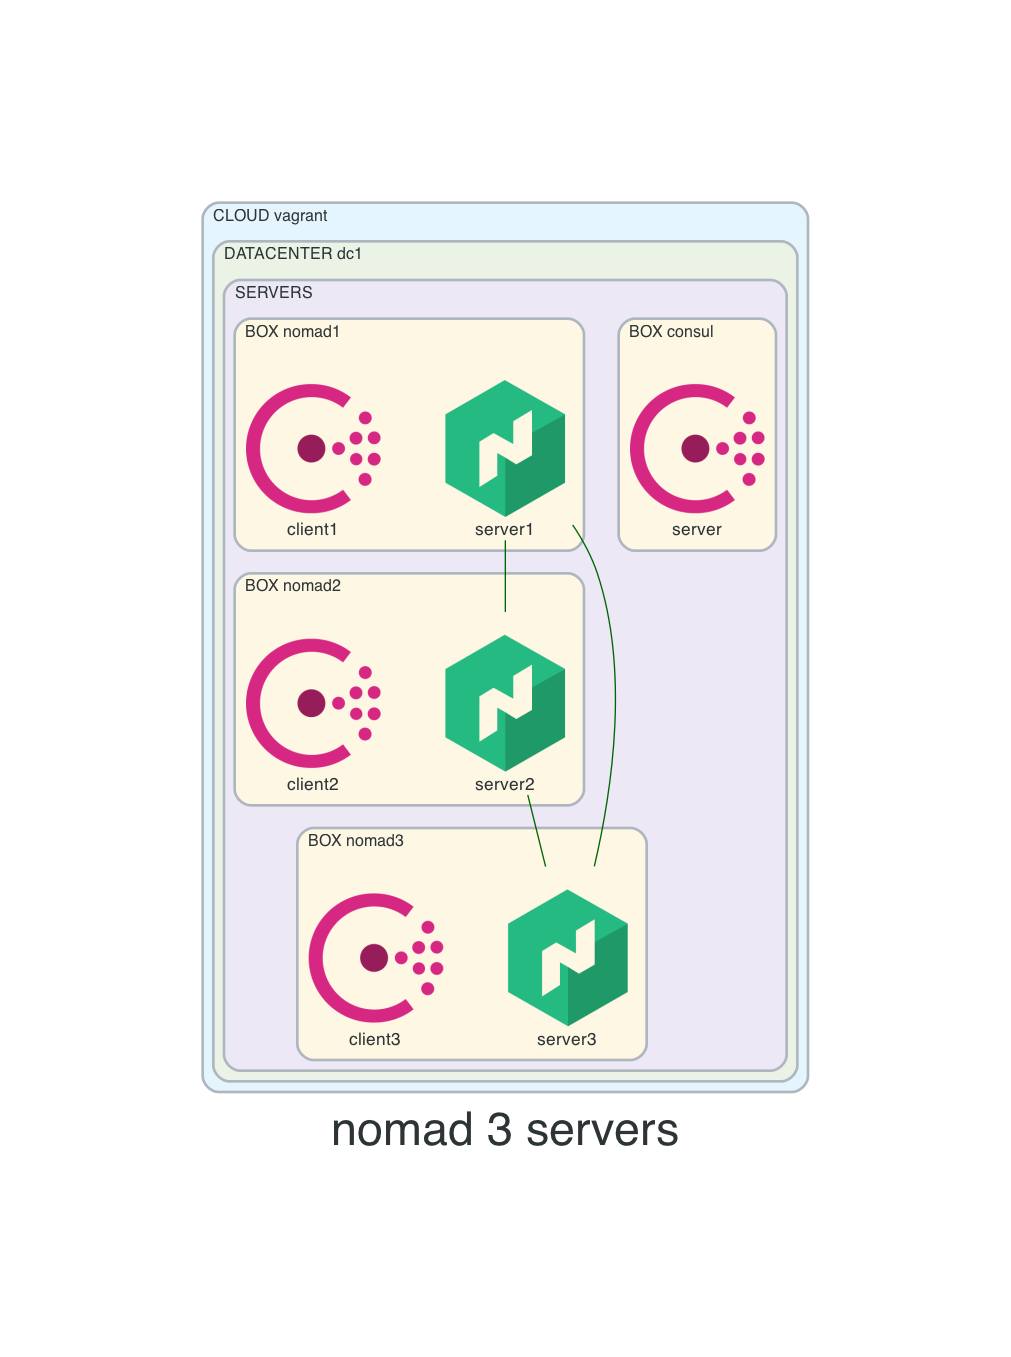 CLOUD vagrant
DATACENTER dc1
SERVERS
BOX nomad1
BOX consul
client1
server1
server
BOX nomad2
client2
server2
BOX nomad3
client3
server3
nomad 3 servers